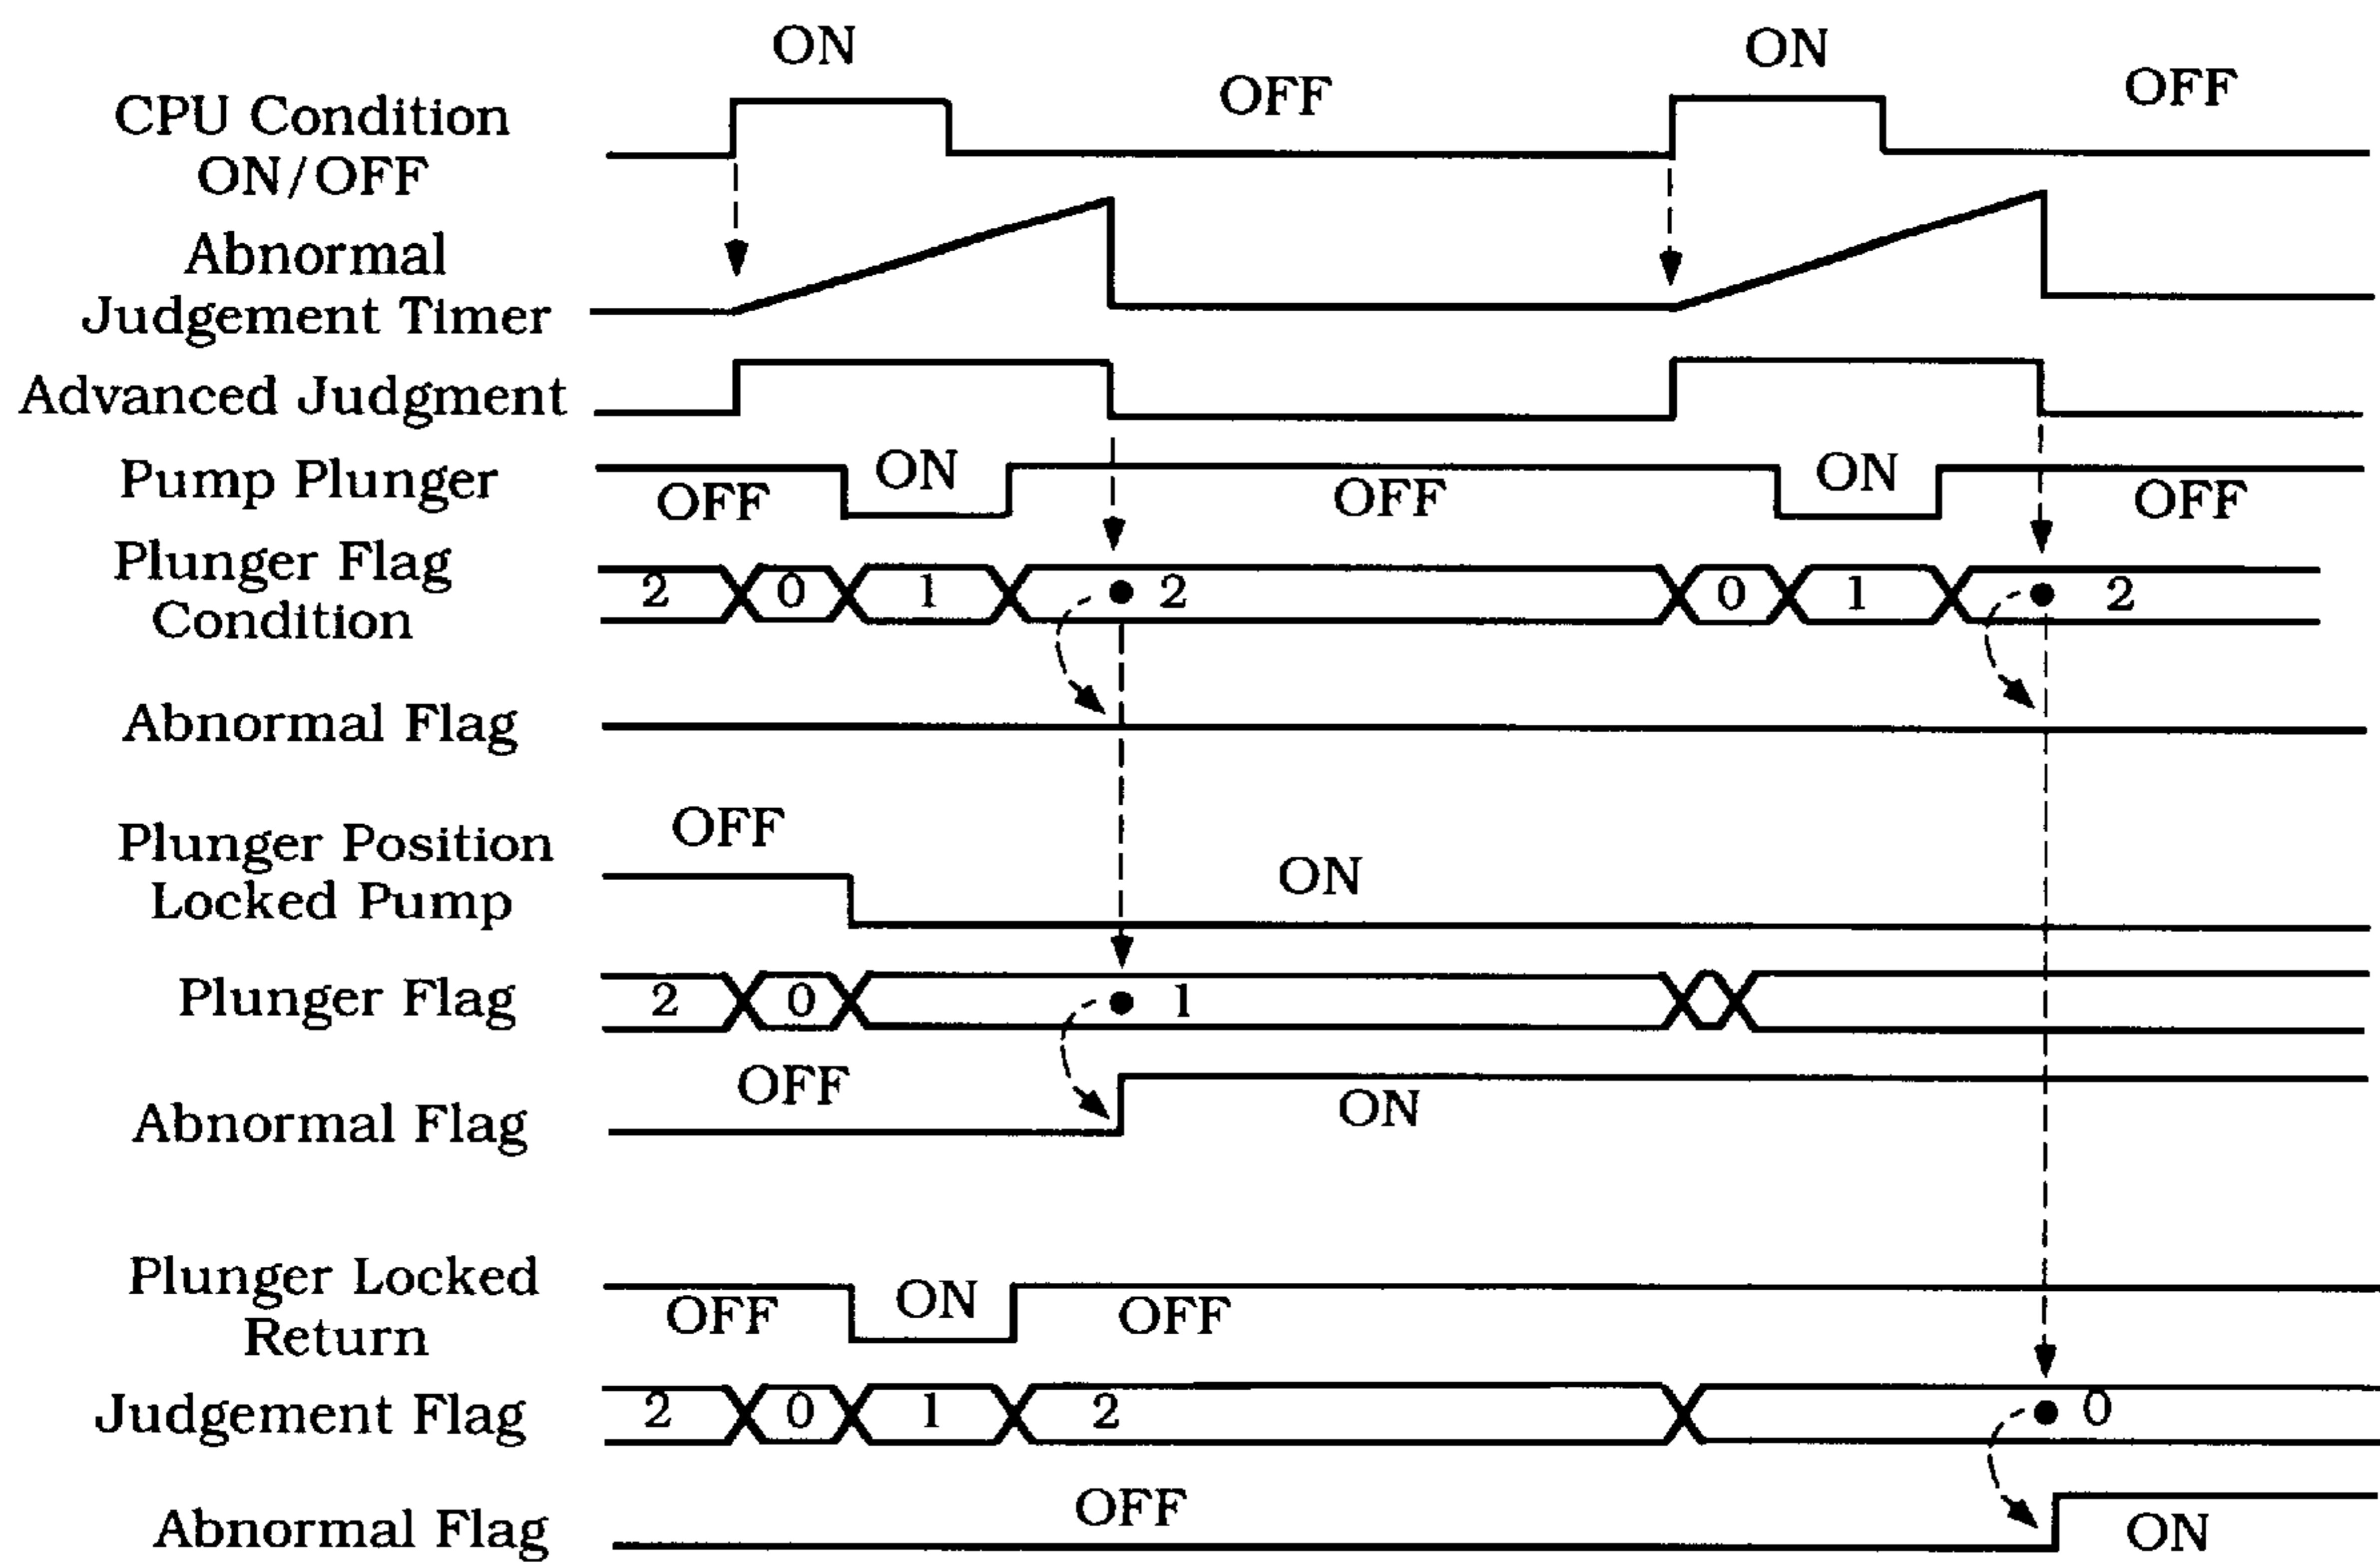 ON
ON
OFF
OFF
CPU Condition
ON/OFF
Abnormal
Judgement Timer
Advanced Judgment
Pump Plunger
OFF
ON
OFF
ON
OFF
Plunger Flag
Condition
2 0 1 2 0 1 2
Abnormal Flag
OFF
Plunger Position
Locked Pump
ON
Plunger Flag
2 0 1
OFF
ON
Abnormal Flag
Plunger Locked
Return
OFF
ON
OFF
Judgement Flag
2 0 1 2 0
Abnormal Flag
OFF
ON